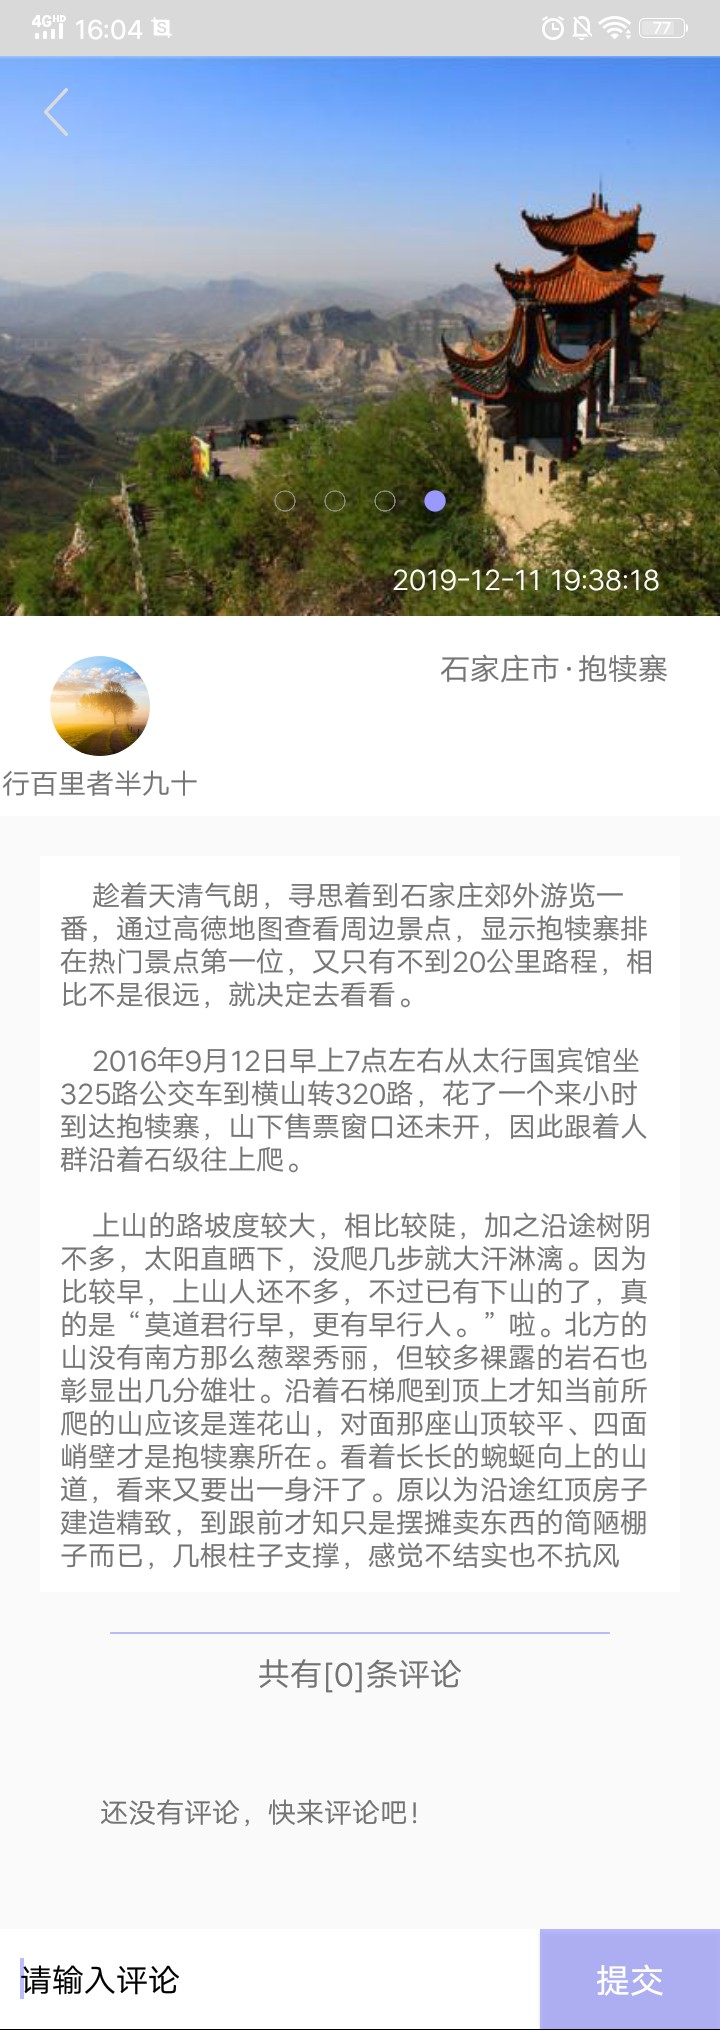 4G HD 16:04 77
2019-12-11 19:38:18
石家庄市·抱犊寨
行百里者半九十
趁着天清气朗，寻思着到石家庄郊外游览一
番，通过高徳地图查看周边景点，显示抱犊寨排
在热门景点第一位，又只有不到20公里路程，相
比不是很远，就决定去看看。
2016年9月12日早上7点左右从太行国宾馆坐
325路公交车到横山转320路，花了一个来小时
到达抱犊寨，山下售票窗口还未开，因此跟着人
群沿着石级往上爬。
上山的路坡度较大，相比较陡，加之沿途树阴
不多，太阳直晒下，没爬几步就大汗淋漓。因为
比较早，上山人还不多，不过已有下山的了，真
的是“莫道君行早，更有早行人。”啦。北方的
山没有南方那么葱翠秀丽，但较多裸露的岩石也
彰显出几分雄壮。沿着石梯爬到顶上才知当前所
爬的山应该是莲花山，对面那座山顶较平、四面
峭壁才是抱犊寨所在。看着长长的蜿蜒向上的山
道，看来又要出一身汗了。原以为沿途红顶房子
建造精致，到跟前才知只是摆摊卖东西的简陋棚
子而已，几根柱子支撑，感觉不结实也不抗风
共有[0]条评论
还没有评论，快来评论吧！
请输入评论
提交